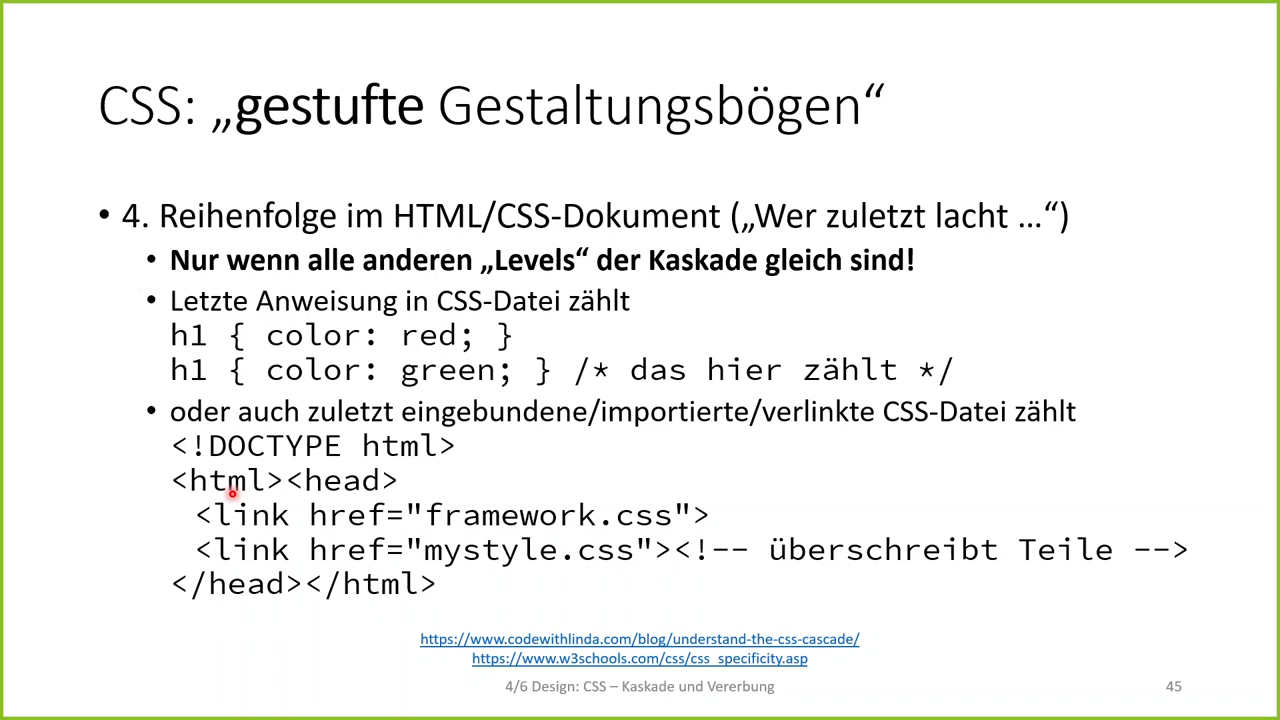 CSS: „gestufte Gestaltungsbögen“
• 4. Reihenfolge im HTML/CSS-Dokument („Wer zuletzt lacht …“)
• Nur wenn alle anderen „Levels“ der Kaskade gleich sind!
• Letzte Anweisung in CSS-Datei zählt
h1 { color: red; }
h1 { color: green; } /* das hier zählt */
• oder auch zuletzt eingebundene/importierte/verlinkte CSS-Datei zählt
<!DOCTYPE html>
<html><head>
<link href="framework.css">
<link href="mystyle.css"><!-- überschreibt Teile -->
</head></html>
https://www.codewithlinda.com/blog/understand-the-css-cascade/
https://www.w3schools.com/css/css_specificity.asp
4/6 Design: CSS – Kaskade und Vererbung
45